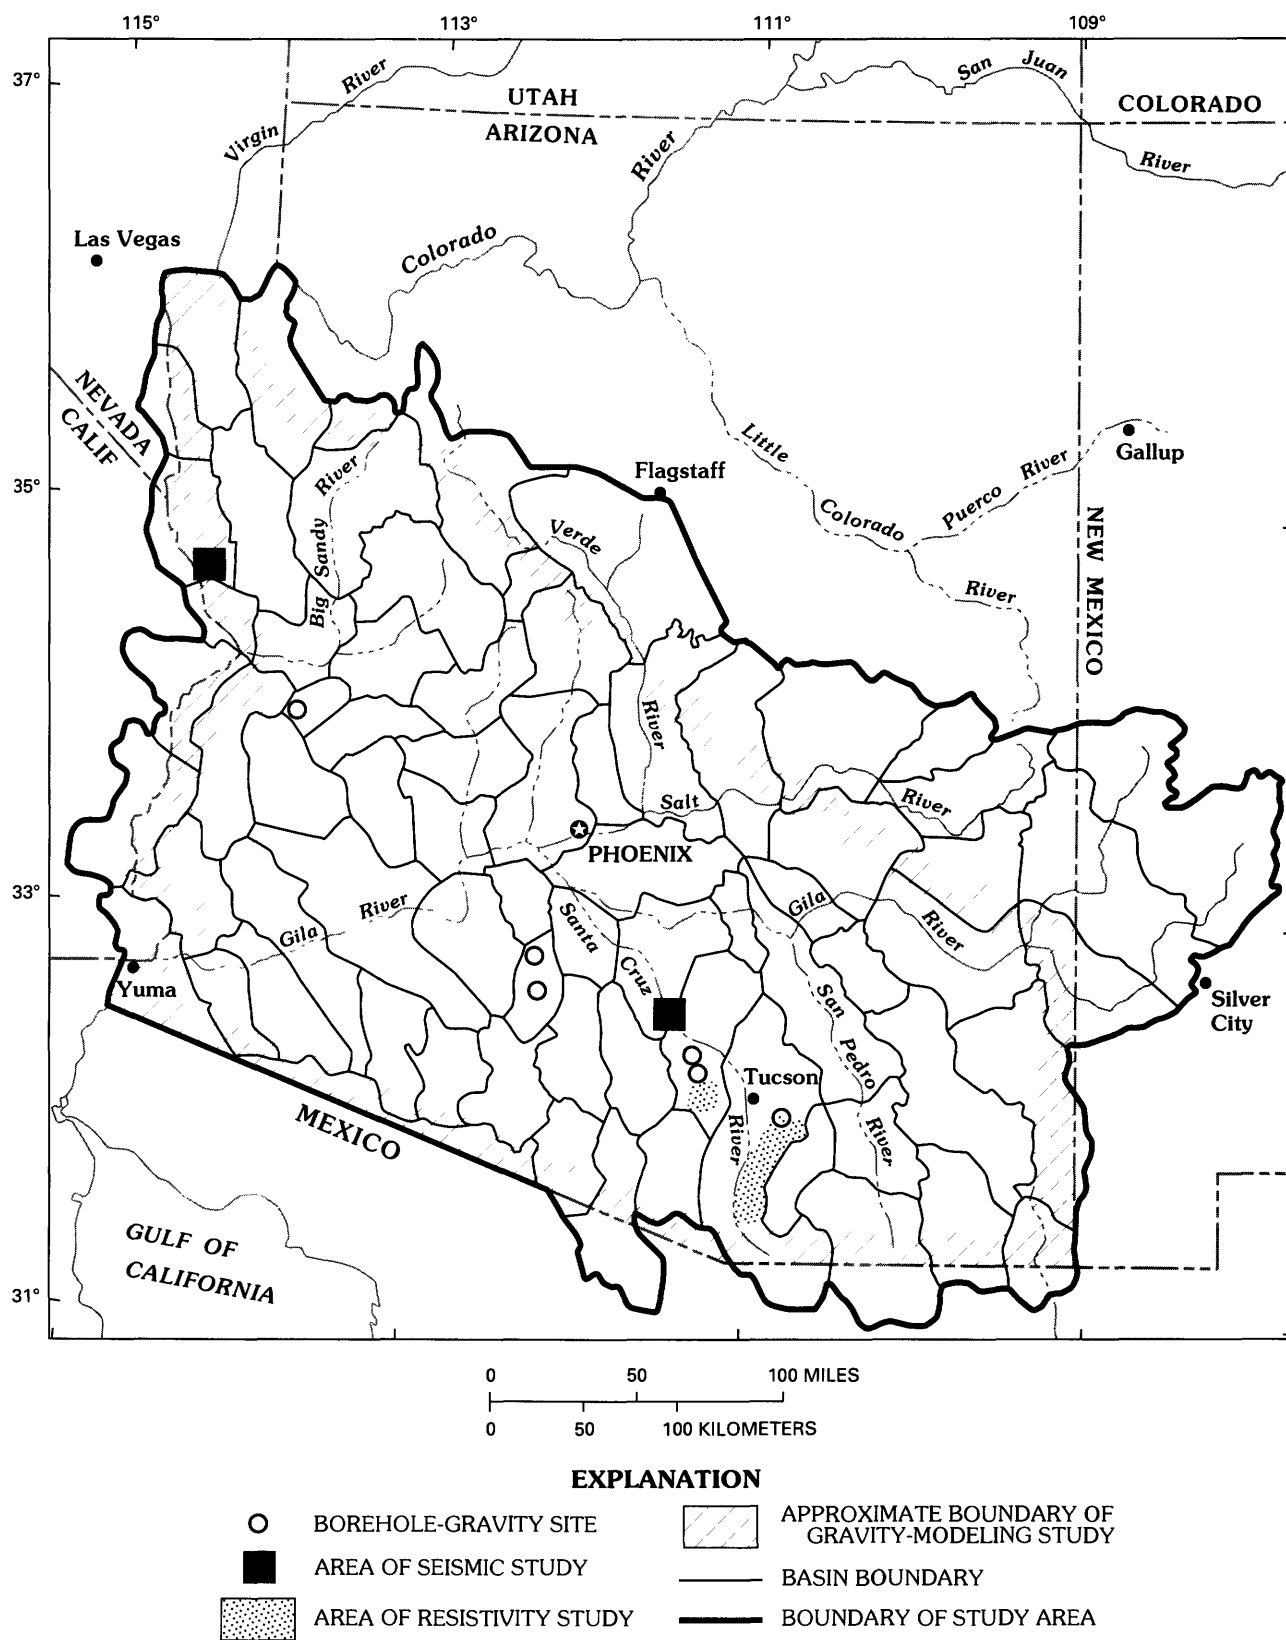 115°
113°
111°
109°
37°
San Juan
River
UTAH
COLORADO
ARIZONA
Virgin
River
River
Las Vegas
Colorado
NEVADA
CALIF
Little
Gallup
River
Flagstaff
River
35°
Puerco
Colorado
Verde
NEW MEXICO
Sandy
River
Big
River
Salt
River
PHOENIX
33°
River
Gila
River
Gila
Santa
Cruz
Yuma
San
Silver
City
Pedro
Tucson
MEXICO
River
River
GULF OF
CALIFORNIA
31°
0 50 100 MILES
0 50 100 KILOMETERS
EXPLANATION
BOREHOLE-GRAVITY SITE
AREA OF SEISMIC STUDY
AREA OF RESISTIVITY STUDY
APPROXIMATE BOUNDARY OF
GRAVITY-MODELING STUDY
BASIN BOUNDARY
BOUNDARY OF STUDY AREA